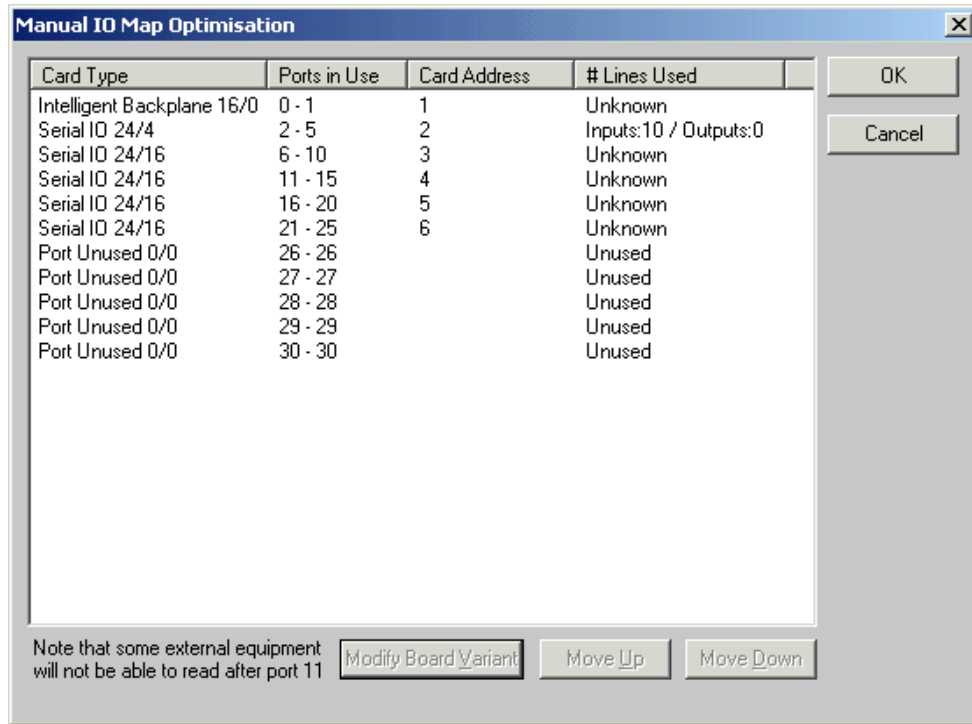 Manual IO Map Optimisation
Card Type Ports in Use Card Address # Lines Used
Intelligent Backplane 16/0 0 - 1 1 Unknown
Serial IO 24/4 2 - 5 2 Inputs:10 / Outputs:0
Serial IO 24/16 6 - 10 3 Unknown
Serial IO 24/16 11 - 15 4 Unknown
Serial IO 24/16 16 - 20 5 Unknown
Serial IO 24/16 21 - 25 6 Unknown
Port Unused 0/0 26 - 26 Unused
Port Unused 0/0 27 - 27 Unused
Port Unused 0/0 28 - 28 Unused
Port Unused 0/0 29 - 29 Unused
Port Unused 0/0 30 - 30 Unused
OK
Cancel
Note that some external equipment
will not be able to read after port 11
Modify Board Variant
Move Up
Move Down